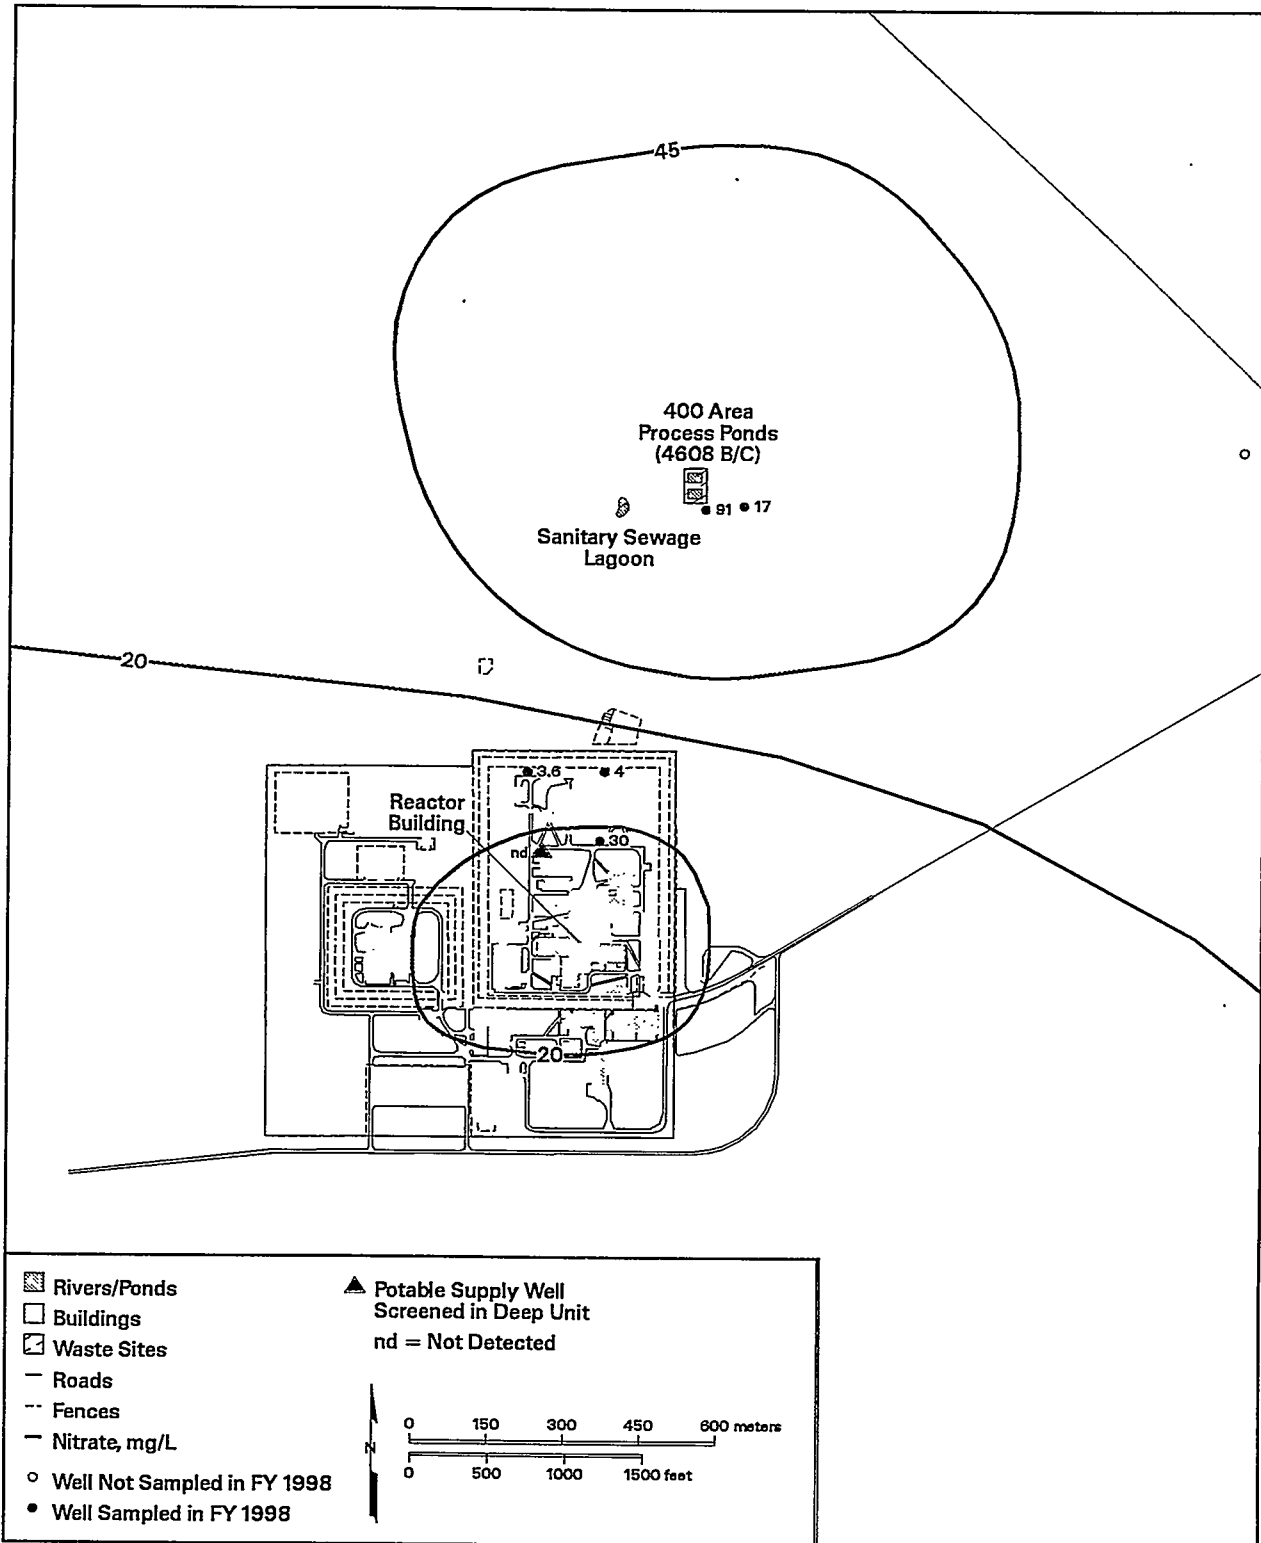 45
400 Area
Process Ponds
(4608 B/C)
91
17
Sanitary Sewage
Lagoon
20
3.6
4
Reactor
Building
30
nd
20
Rivers/Ponds
Buildings
Waste Sites
Roads
Fences
Nitrate, mg/L
Well Not Sampled in FY 1998
Well Sampled in FY 1998
Potable Supply Well
Screened in Deep Unit
nd = Not Detected
N
0 150 300 450 600 meters
0 500 1000 1500 feet